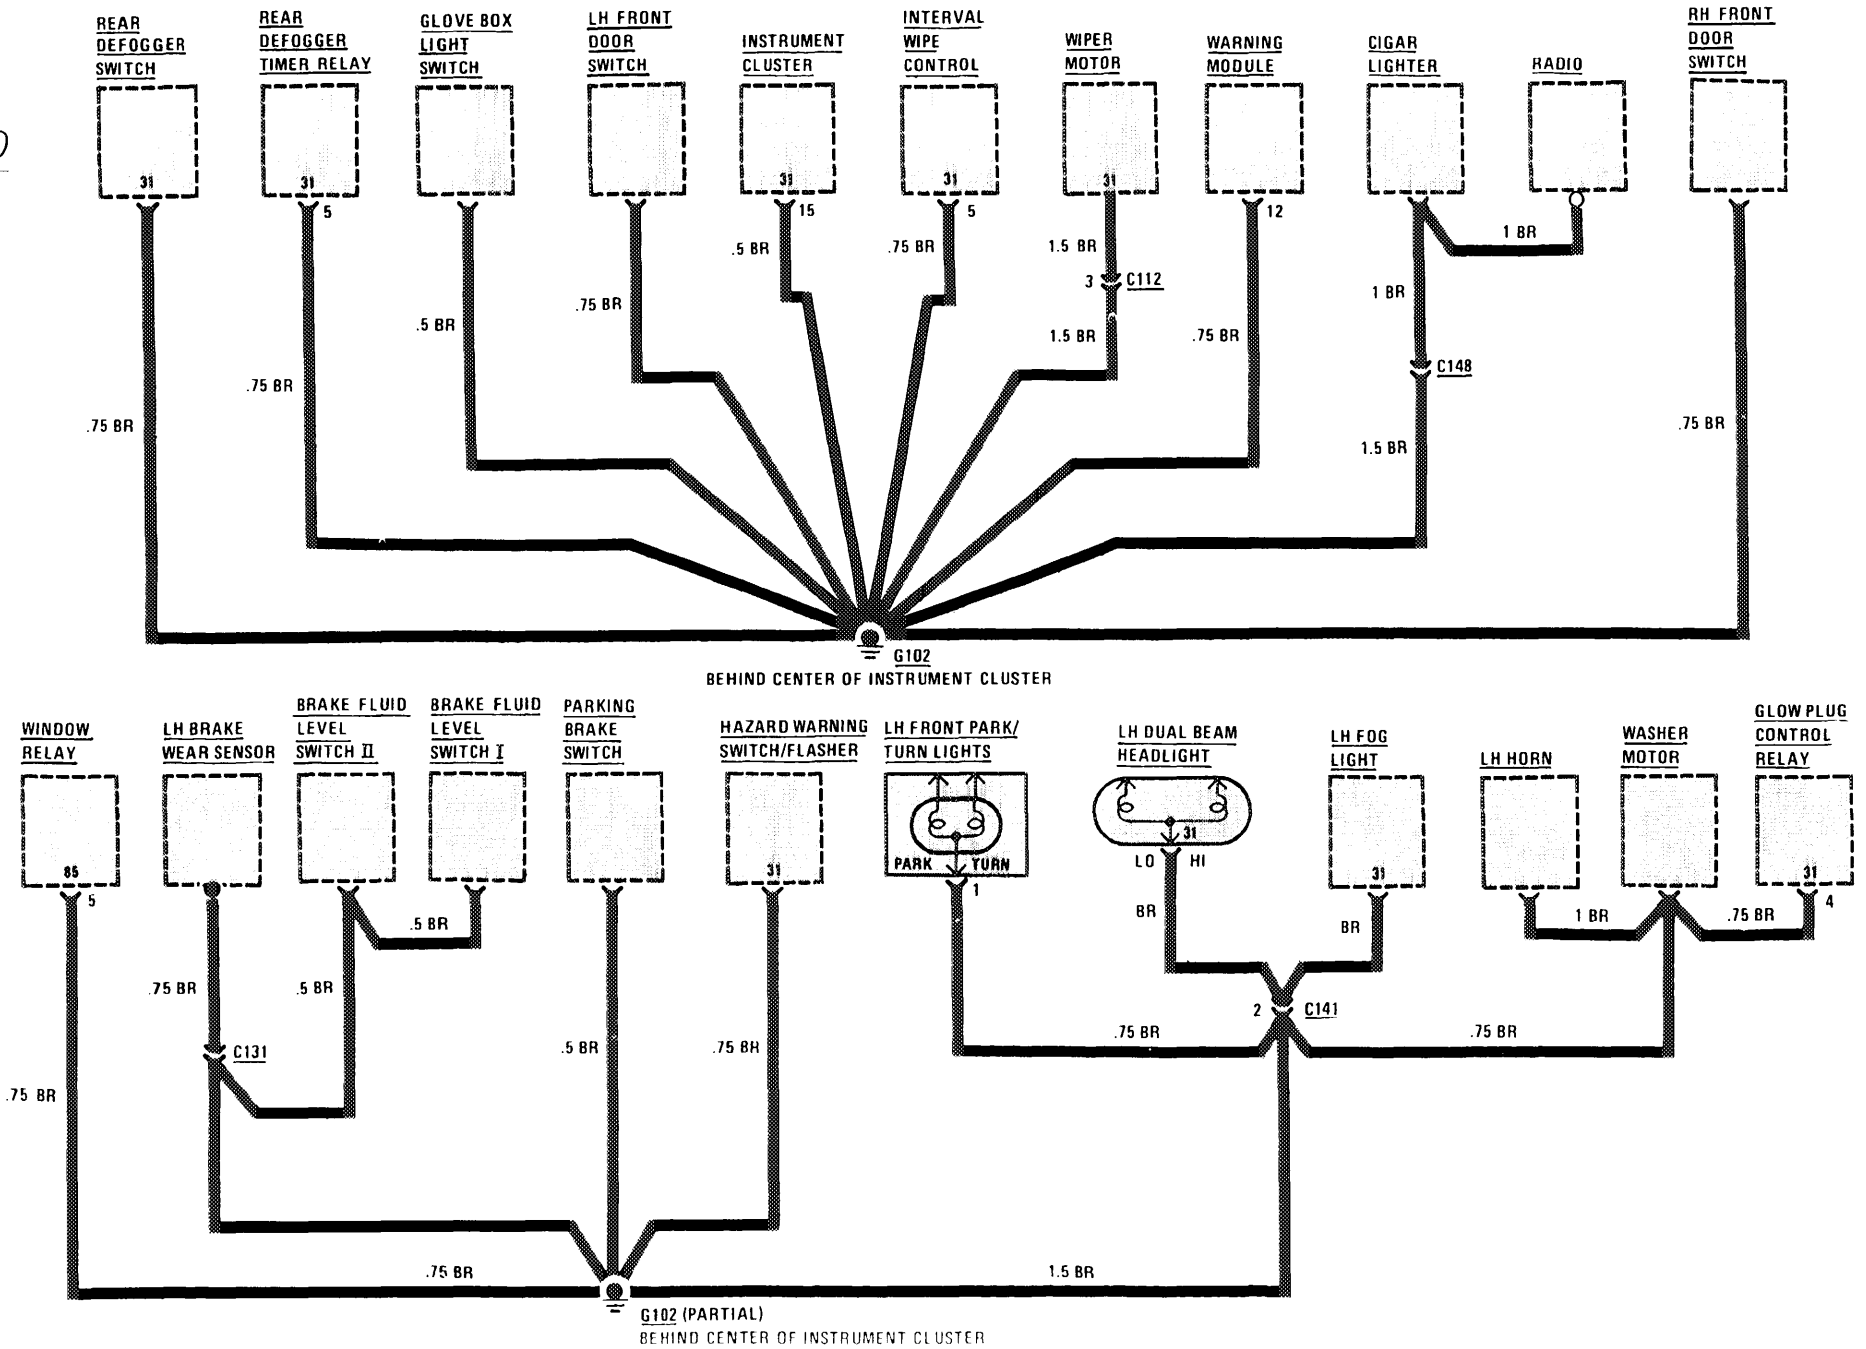 REAR
DEFOGGER
SWITCH
REAR
DEFOGGER
TIMER RELAY
GLOVE BOX
LIGHT
SWITCH
LH FRONT
DOOR
SWITCH
INSTRUMENT
CLUSTER
INTERVAL
WIPE
CONTROL
WIPER
MOTOR
WARNING
MODULE
CIGAR
LIGHTER
RADIO
RH FRONT
DOOR
SWITCH
31
31
31
31
31
5
15
5
12
.5 BR
.75 BR
1.5 BR
1 BR
3
C112
1 BR
.75 BR
.5 BR
1.5 BR
.75 BR
C148
.75 BR
.75 BR
1.5 BR
.75 BR
G102
BEHIND CENTER OF INSTRUMENT CLUSTER
WINDOW
RELAY
LH BRAKE
WEAR SENSOR
BRAKE FLUID
LEVEL
SWITCH II
BRAKE FLUID
LEVEL
SWITCH I
PARKING
BRAKE
SWITCH
HAZARD WARNING
SWITCH/FLASHER
LH FRONT PARK/
TURN LIGHTS
LH DUAL BEAM
HEADLIGHT
LH FOG
LIGHT
LH HORN
WASHER
MOTOR
GLOW PLUG
CONTROL
RELAY
85
31
PARK
TURN
31
LO
HI
31
31
5
1
4
.5 BR
BR
BR
1 BR
.75 BR
.75 BR
.5 BR
2
C141
C131
.5 BR
.75 BR
.75 BR
.75 BR
.75 BR
.75 BR
1.5 BR
G102 (PARTIAL)
BEHIND CENTER OF INSTRUMENT CLUSTER